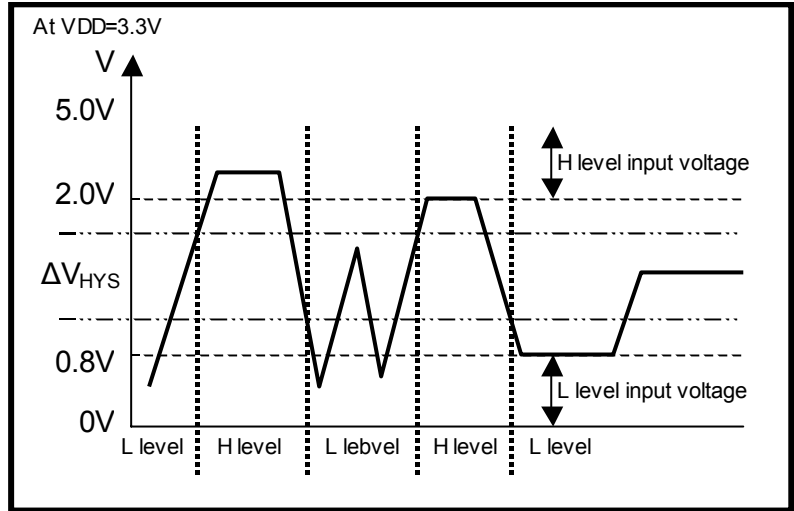 At VDD=3.3V
V
5.0V
H level input voltage
2.0V
ΔVHYS
0.8V
L level input voltage
0V
L level H level L lebvel H level L level